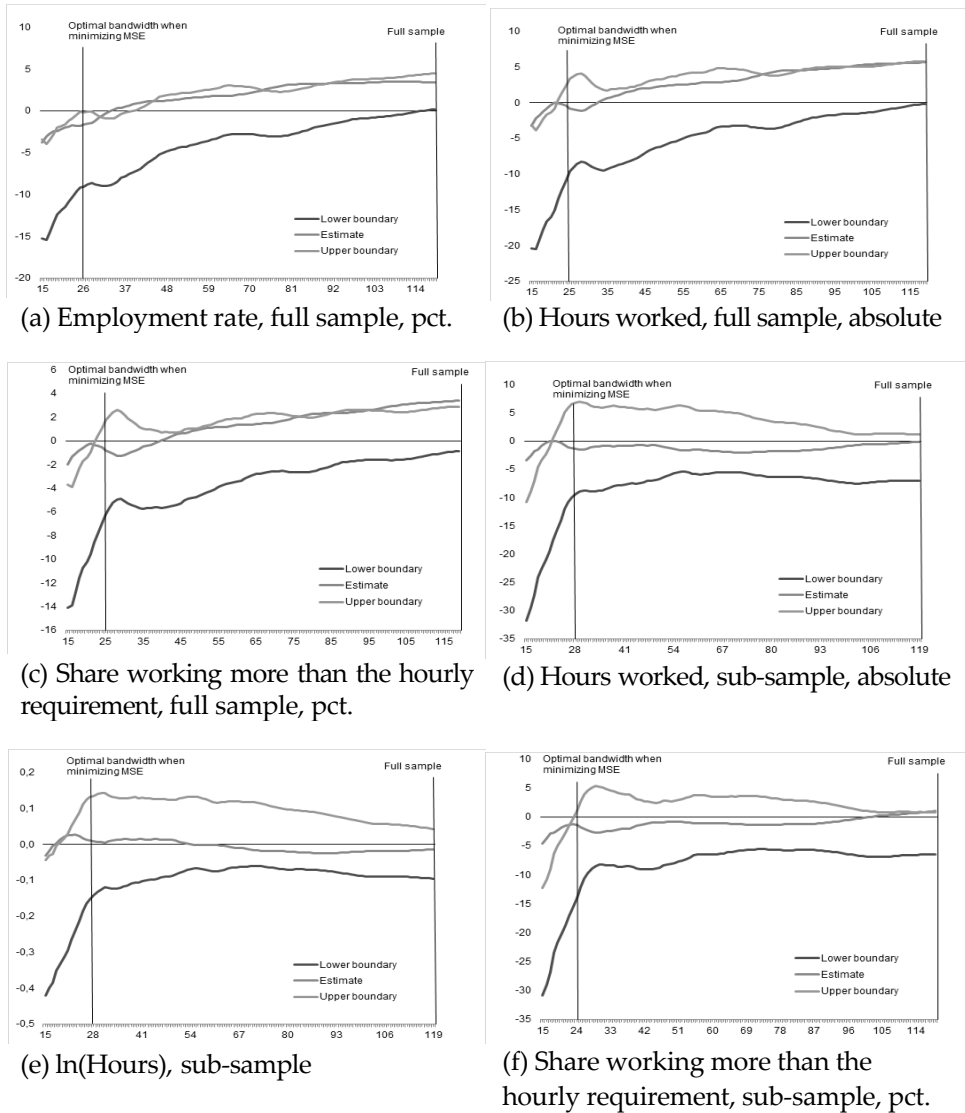 Optimal bandwidth when
minimizing MSE
Full sample
10
5
0
-5
-10
-15
-20
Lower boundary
Estimate
Upper boundary
15 26 37 48 59 70 81 92 103 114
(a) Employment rate, full sample, pct.
Optimal bandwidth when
minimizing MSE
Full sample
10
5
0
-5
-10
-15
-20
-25
Lower boundary
Estimate
Upper boundary
15 25 35 45 55 65 75 85 95 105 115
(b) Hours worked, full sample, absolute
Optimal bandwidth when
minimizing MSE
Full sample
6
4
2
0
-2
-4
-6
-8
-10
-12
-14
-16
Lower boundary
Estimate
Upper boundary
15 25 35 45 55 65 75 85 95 105 115
(c) Share working more than the hourly
requirement, full sample, pct.
Optimal bandwidth when
minimizing MSE
Full sample
10
5
0
-5
-10
-15
-20
-25
-30
-35
Lower boundary
Estimate
Upper boundary
15 28 41 54 67 80 93 106 119
(d) Hours worked, sub-sample, absolute
Optimal bandwidth when
minimizing MSE
Full sample
0,2
0,1
0,0
-0,1
-0,2
-0,3
-0,4
-0,5
Lower boundary
Estimate
Upper boundary
15 28 41 54 67 80 93 106 119
(e) ln(Hours), sub-sample
Optimal bandwidth when
minimizing MSE
Full sample
10
5
0
-5
-10
-15
-20
-25
-30
-35
Lower boundary
Estimate
Upper boundary
15 24 33 42 51 60 69 78 87 96 105 114
(f) Share working more than the
hourly requirement, sub-sample, pct.